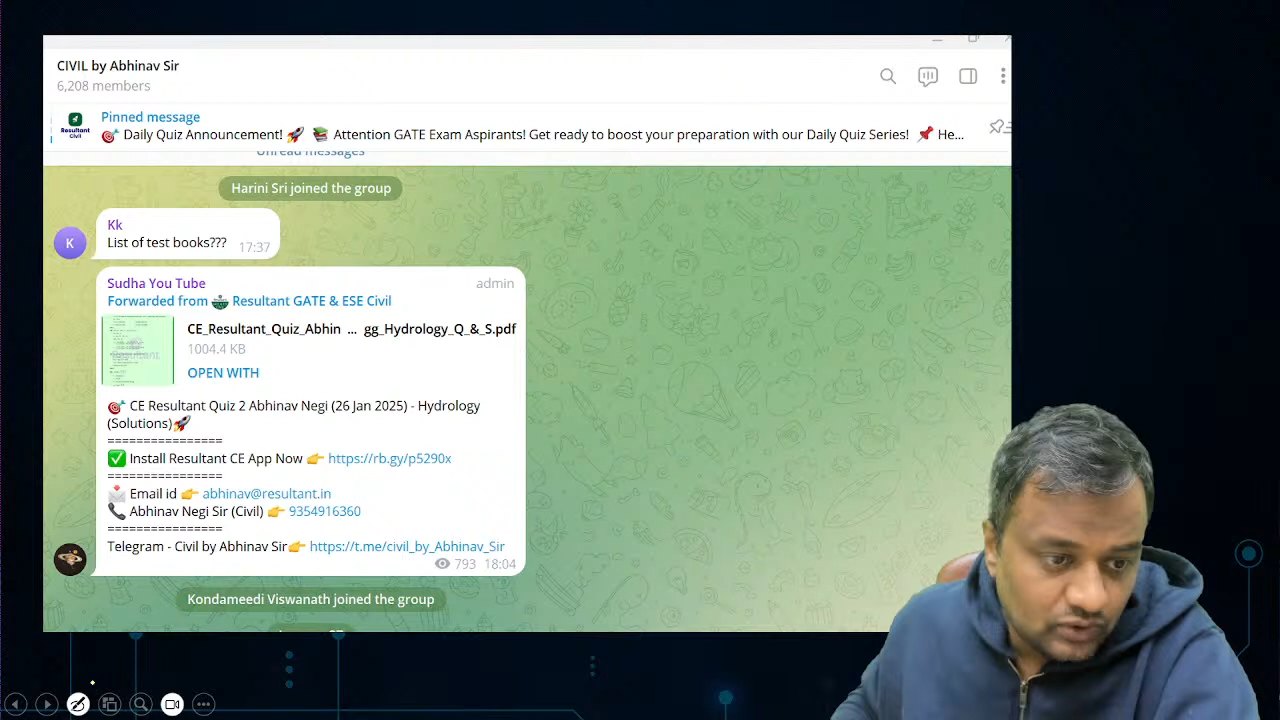 CIVIL by Abhinav Sir
6,208 members
Pinned message
🎯 Daily Quiz Announcement! 🚀 📚 Attention GATE Exam Aspirants! Get ready to boost your preparation with our Daily Quiz Series! 📌 He...
Resultant
Civil
Unread messages
Harini Sri joined the group
Kk
K
List of test books???
17:37
Sudha You Tube
admin
Forwarded from Resultant GATE & ESE Civil
CE_Resultant_Quiz_Abhin ... gg_Hydrology_Q_&_S.pdf
1004.4 KB
OPEN WITH
🎯 CE Resultant Quiz 2 Abhinav Negi (26 Jan 2025) - Hydrology
(Solutions)🚀
================
✅ Install Resultant CE App Now 👉 https://rb.gy/p5290x
================
📩 Email id 👉 abhinav@resultant.in
📞 Abhinav Negi Sir (Civil) 👉 9354916360
================
Telegram - Civil by Abhinav Sir👉 https://t.me/civil_by_Abhinav_Sir
793 18:04
Kondameedi Viswanath joined the group